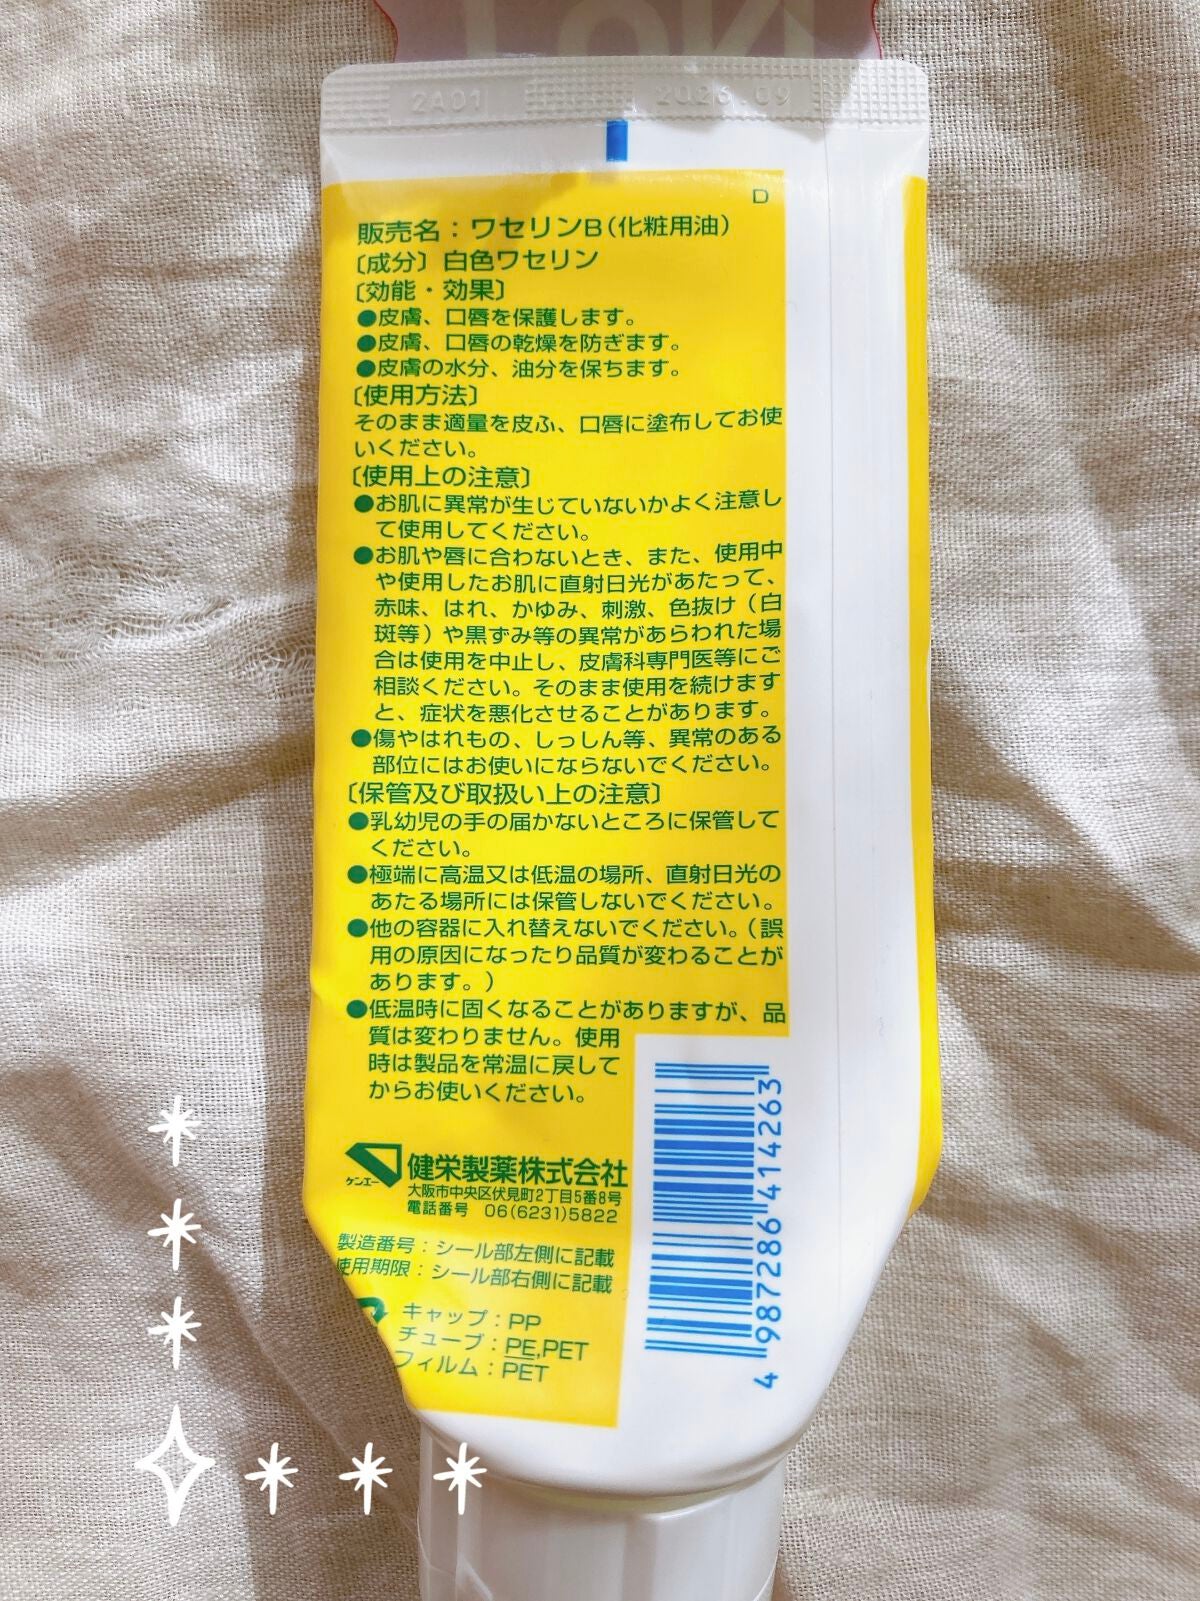 2A01
2026.09
D
販売名：ワセリンB（化粧用油）
〔成分〕白色ワセリン
〔効能・効果〕
●皮膚、口唇を保護します。
●皮膚、口唇の乾燥を防ぎます。
●皮膚の水分、油分を保ちます。
〔使用方法〕
そのまま適量を皮ふ、口唇に塗布してお使
いください。
〔使用上の注意〕
●お肌に異常が生じていないかよく注意し
て使用してください。
●お肌や唇に合わないとき、また、使用中
や使用したお肌に直射日光があたって、
赤味、はれ、かゆみ、刺激、色抜け（白
斑等）や黒ずみ等の異常があらわれた場
合は使用を中止し、皮膚科専門医等にご
相談ください。そのまま使用を続けます
と、症状を悪化させることがあります。
●傷やはれもの、しっしん等、異常のある
部位にはお使いにならないでください。
〔保管及び取扱い上の注意〕
●乳幼児の手の届かないところに保管して
ください。
●極端に高温又は低温の場所、直射日光の
あたる場所には保管しないでください。
●他の容器に入れ替えないでください。（誤
用の原因になったり品質が変わることが
あります。）
●低温時に固くなることがありますが、品
質は変わりません。使用
時は製品を常温に戻して
からお使いください。
ケンエー
健栄製薬株式会社
大阪市中央区伏見町2丁目5番8号
電話番号 06(6231)5822
製造番号：シール部左側に記載
使用期限：シール部右側に記載
キャップ：PP
チューブ：PE,PET
フィルム：PET
4 987286 414263